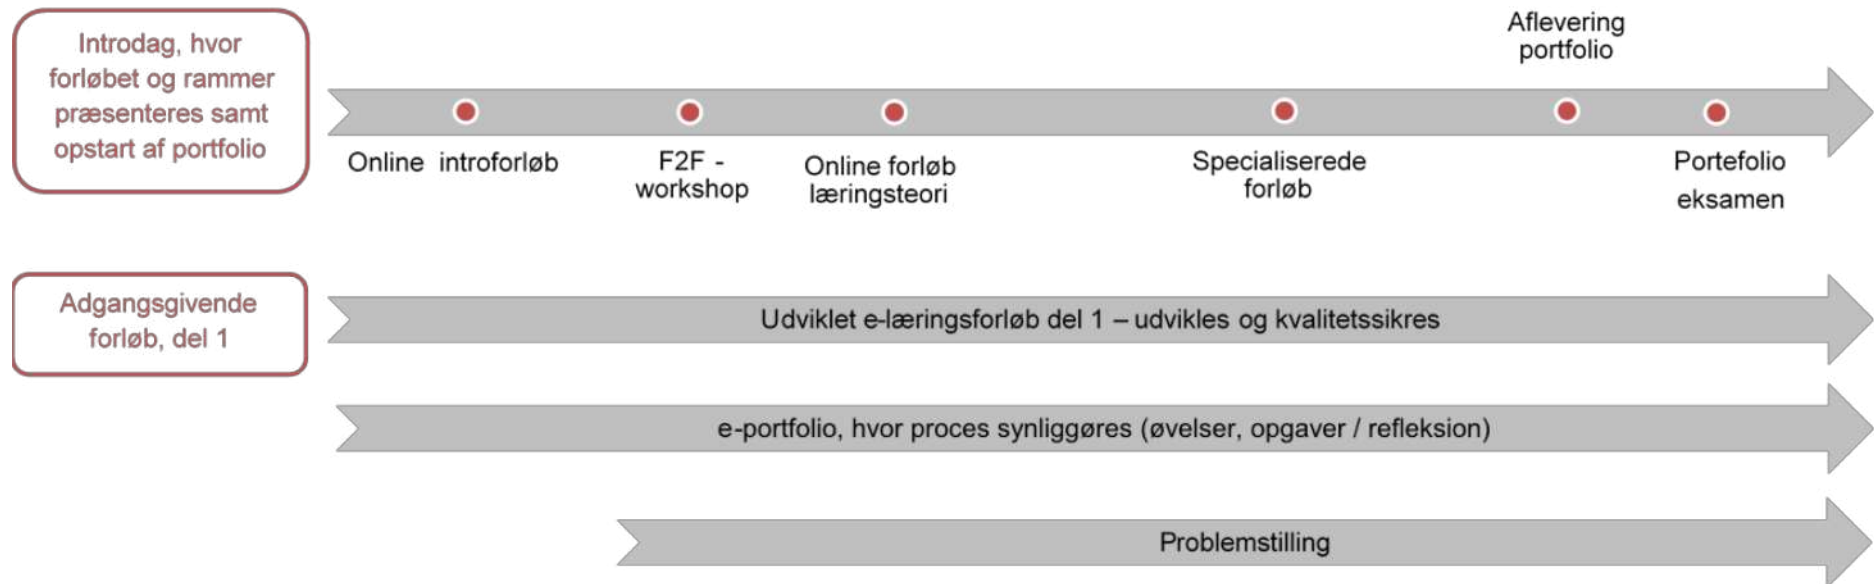 Introdag, hvor
forløbet og rammer
præsenteres samt
opstart af portfolio
Aflevering
portfolio
Online introforløb
F2F -
workshop
Online forløb
læringsteori
Specialiserede
forløb
Portefolio
eksamen
Adgangsgivende
forløb, del 1
Udviklet e-læringsforløb del 1 – udvikles og kvalitetssikres
e-portfolio, hvor proces synliggøres (øvelser, opgaver / refleksion)
Problemstilling